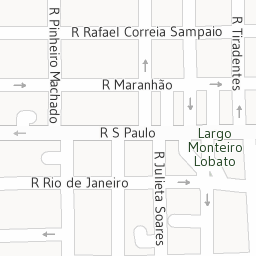 R Pinheiro Machado
R Rafael Correia Sampaio
R Tiradentes
R Maranhão
R S Paulo
Largo
Monteiro
Lobato
R Julieta Soares
R Rio de Janeiro